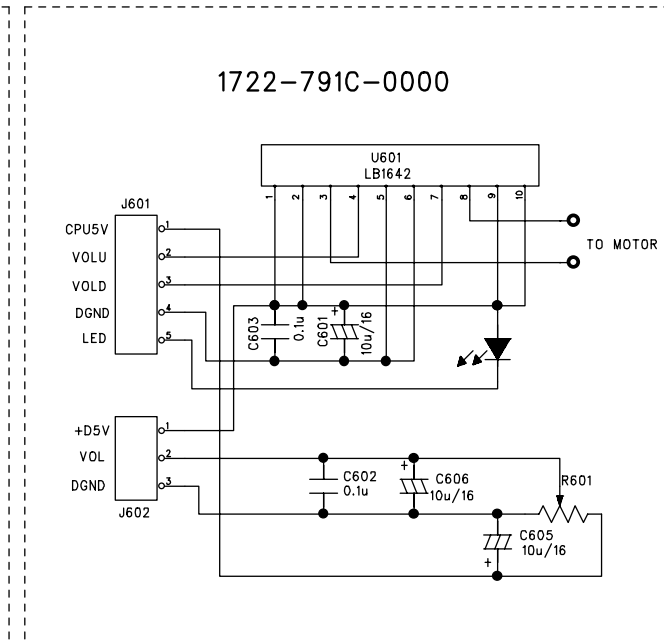 1722-791C-0000
U601
LB1642
1 2 3 4 5 6 7 8 9 10
J601
CPU5V 1
VOLU 2
VOLD 3
DGND 4
LED 5
TO MOTOR
C603
0.1u
+
C601
10u/16
+D5V 1
VOL 2
DGND 3
J602
C602
0.1u
+
C606
10u/16
R601
C605
10u/16
+